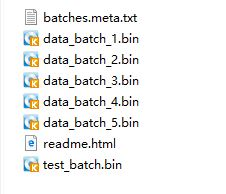 batches.meta.txt
data_batch_1.bin
data_batch_2.bin
data_batch_3.bin
data_batch_4.bin
data_batch_5.bin
readme.html
test_batch.bin